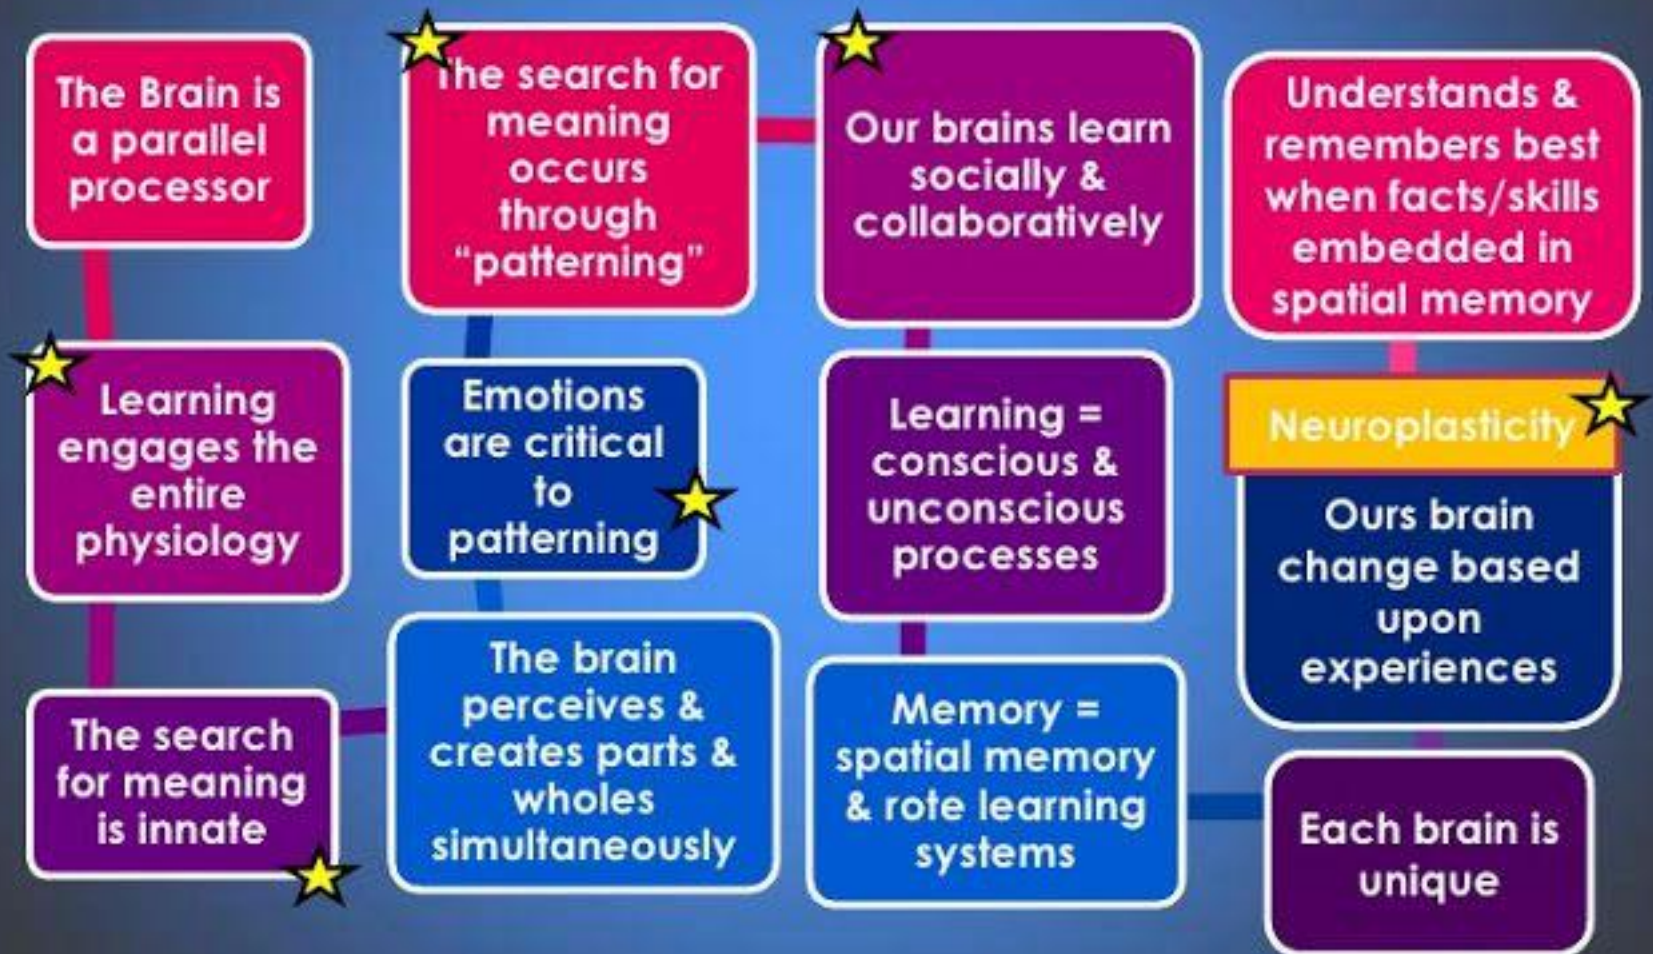 The Brain is
a parallel
processor
Learning
engages the
entire
physiology
The search
for meaning
is innate
The search for
meaning
occurs
through
“patterning”
Emotions
are critical
to
patterning
The brain
perceives &
creates parts &
wholes
simultaneously
Our brains learn
socially &
collaboratively
Learning =
conscious &
unconscious
processes
Memory =
spatial memory
& rote learning
systems
Understands &
remembers best
when facts/skills
embedded in
spatial memory
Neuroplasticity
Ours brain
change based
upon
experiences
Each brain is
unique